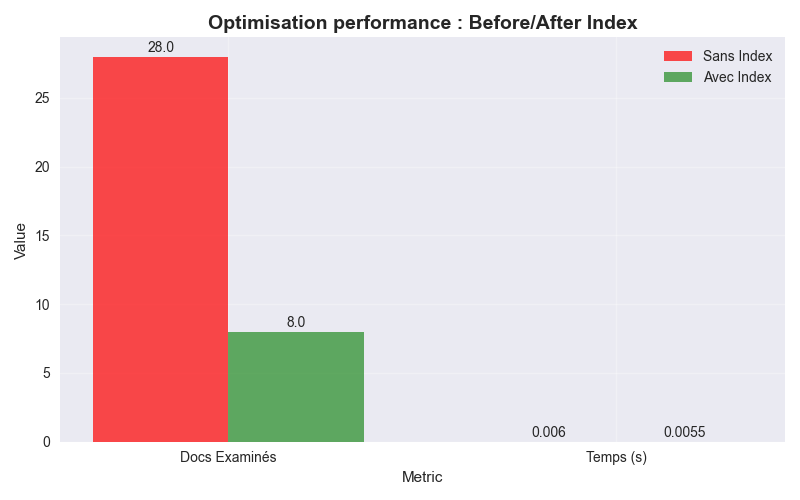 Optimisation performance : Before/After Index
28.0
Sans Index
Avec Index
25
20
15
10
8.0
5
0.006
0.0055
0
Value
Docs Examinés
Temps (s)
Metric